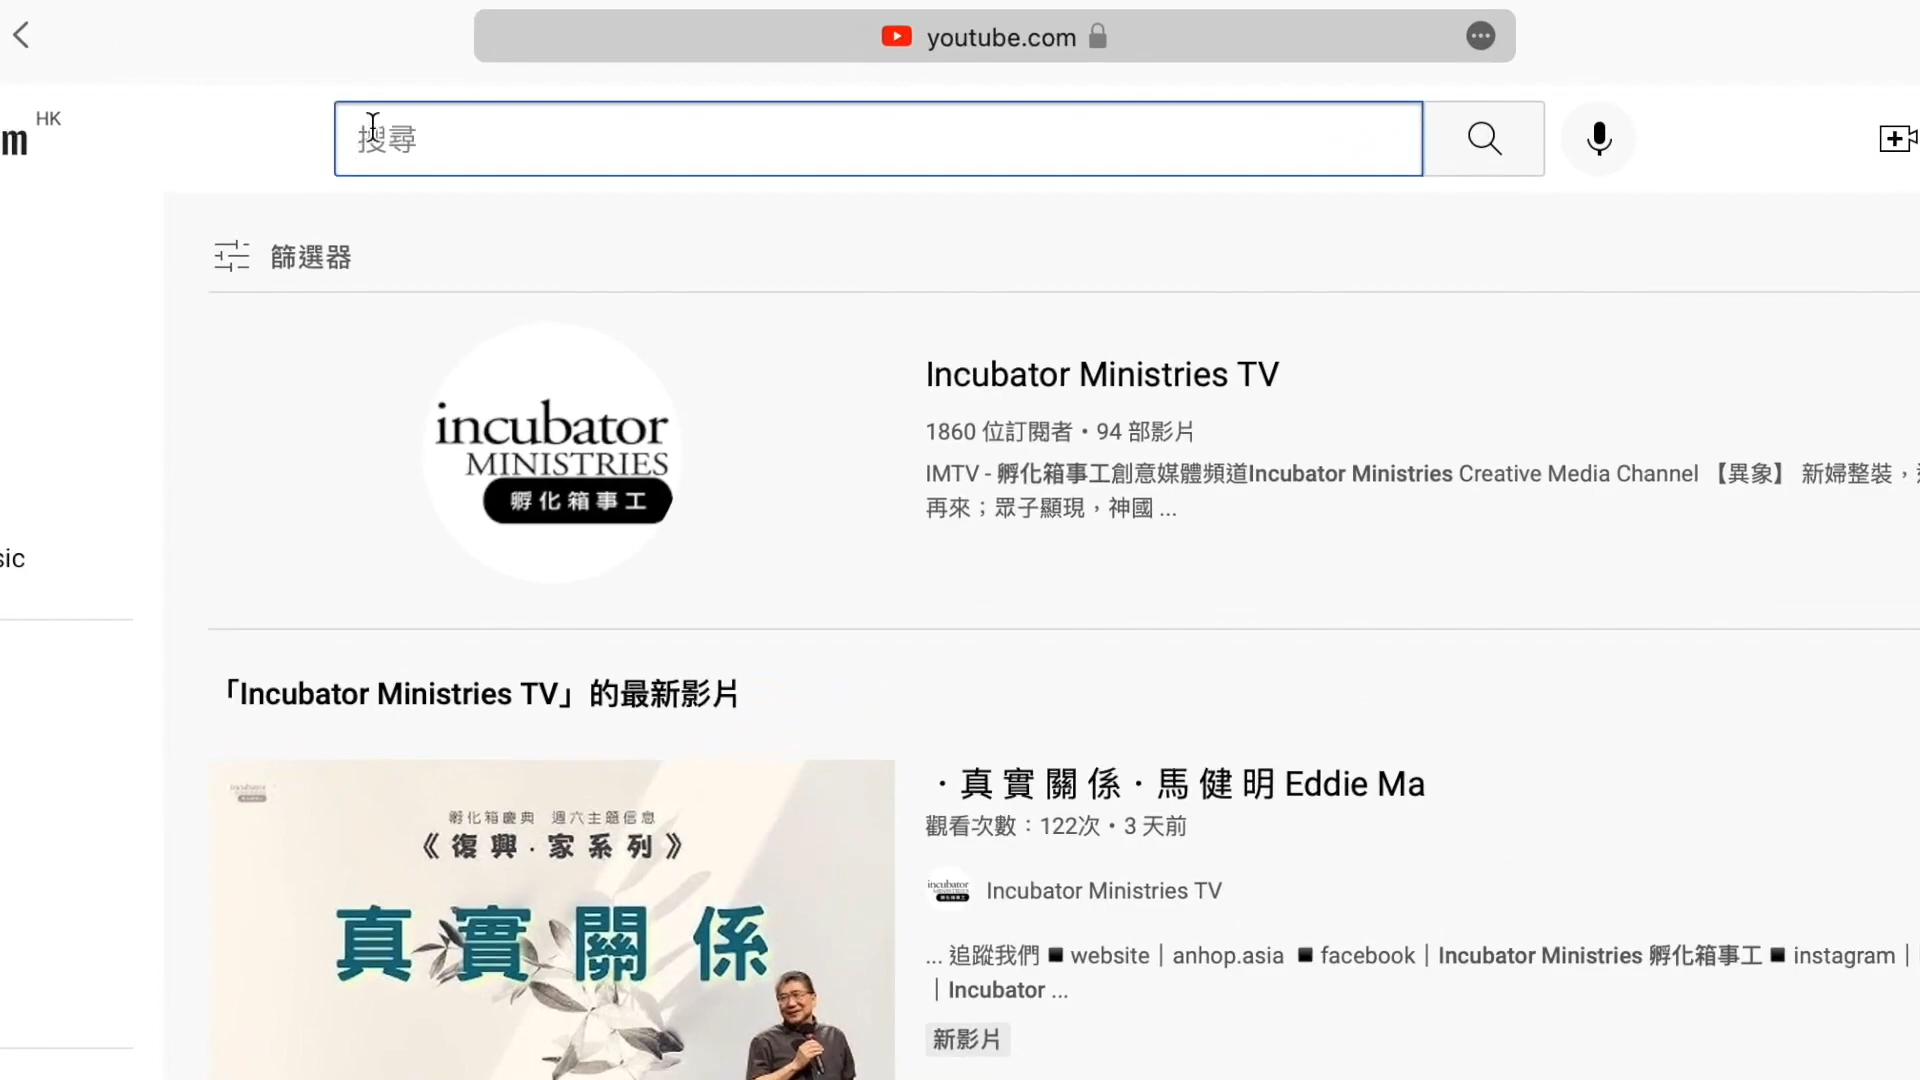 youtube.com
m HK
搜尋
篩選器
incubator
MINISTRIES
孵化箱事工
Incubator Ministries TV
1860 位訂閱者・94 部影片
IMTV - 孵化箱事工創意媒體頻道Incubator Ministries Creative Media Channel 【異象】 新婦整裝，
再來；眾子顯現，神國 ...
sic
「Incubator Ministries TV」的最新影片
孵化箱慶典 週六主題信息
《復興．家系列》
真實關係
・真 實 關 係・馬 健 明 Eddie Ma
觀看次數：122次・3 天前
incubator
MINISTRIES
Incubator Ministries TV
... 追蹤我們 ■ website｜anhop.asia ■ facebook｜Incubator Ministries 孵化箱事工 ■ instagram｜
｜Incubator ...
新影片